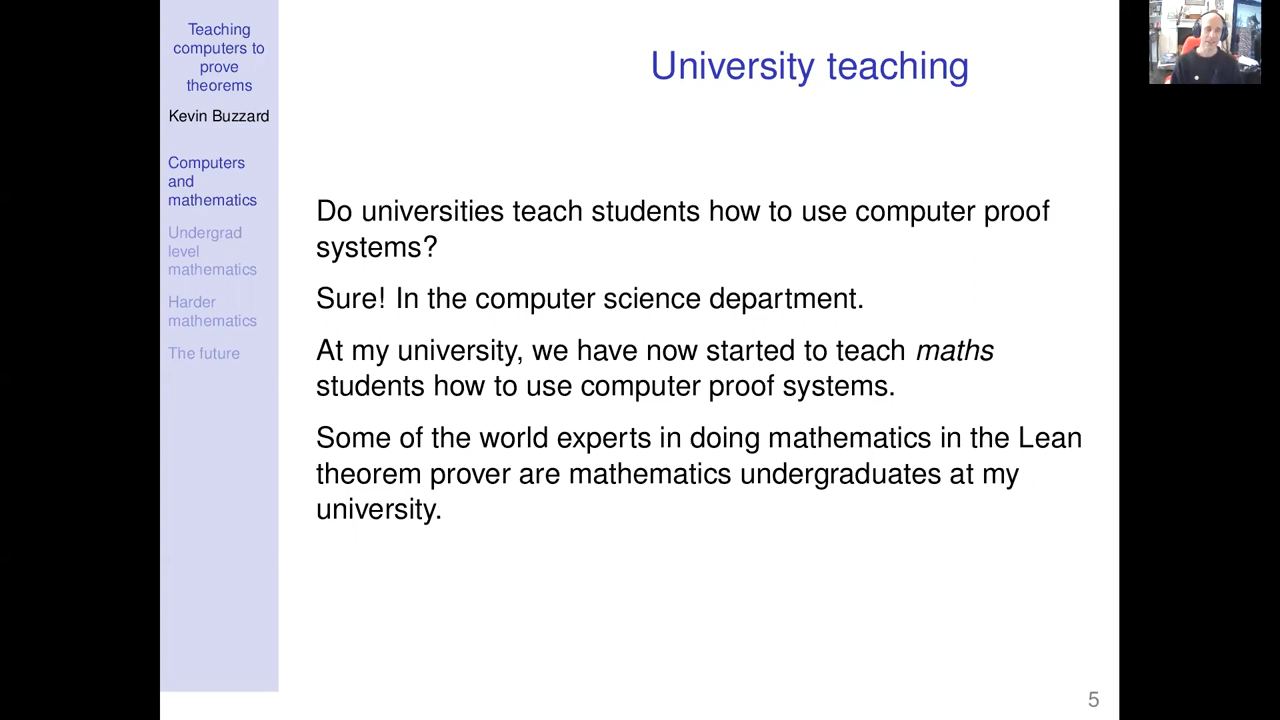 Teaching
computers to
prove
theorems
Kevin Buzzard
Computers
and
mathematics
Undergrad
level
mathematics
Harder
mathematics
The future
University teaching
Do universities teach students how to use computer proof
systems?
Sure! In the computer science department.
At my university, we have now started to teach maths
students how to use computer proof systems.
Some of the world experts in doing mathematics in the Lean
theorem prover are mathematics undergraduates at my
university.
5